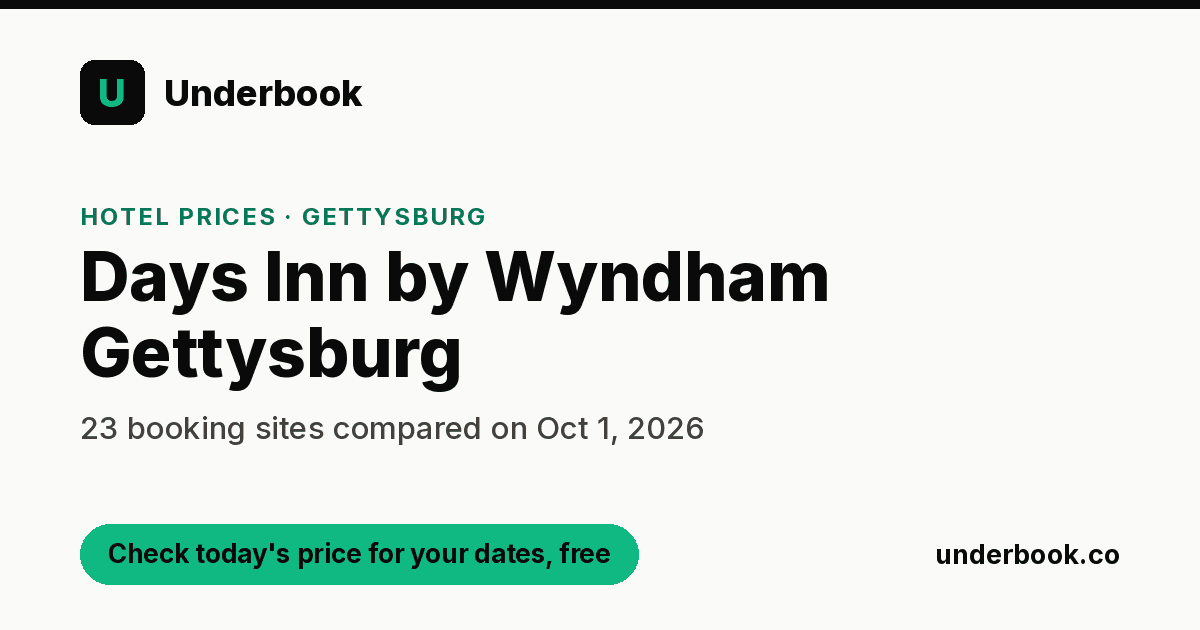 U
Underbook
HOTEL PRICES · GETTYSBURG
Days Inn by Wyndham
Gettysburg
23 booking sites compared on Oct 1, 2026
Check today's price for your dates, free
underbook.co